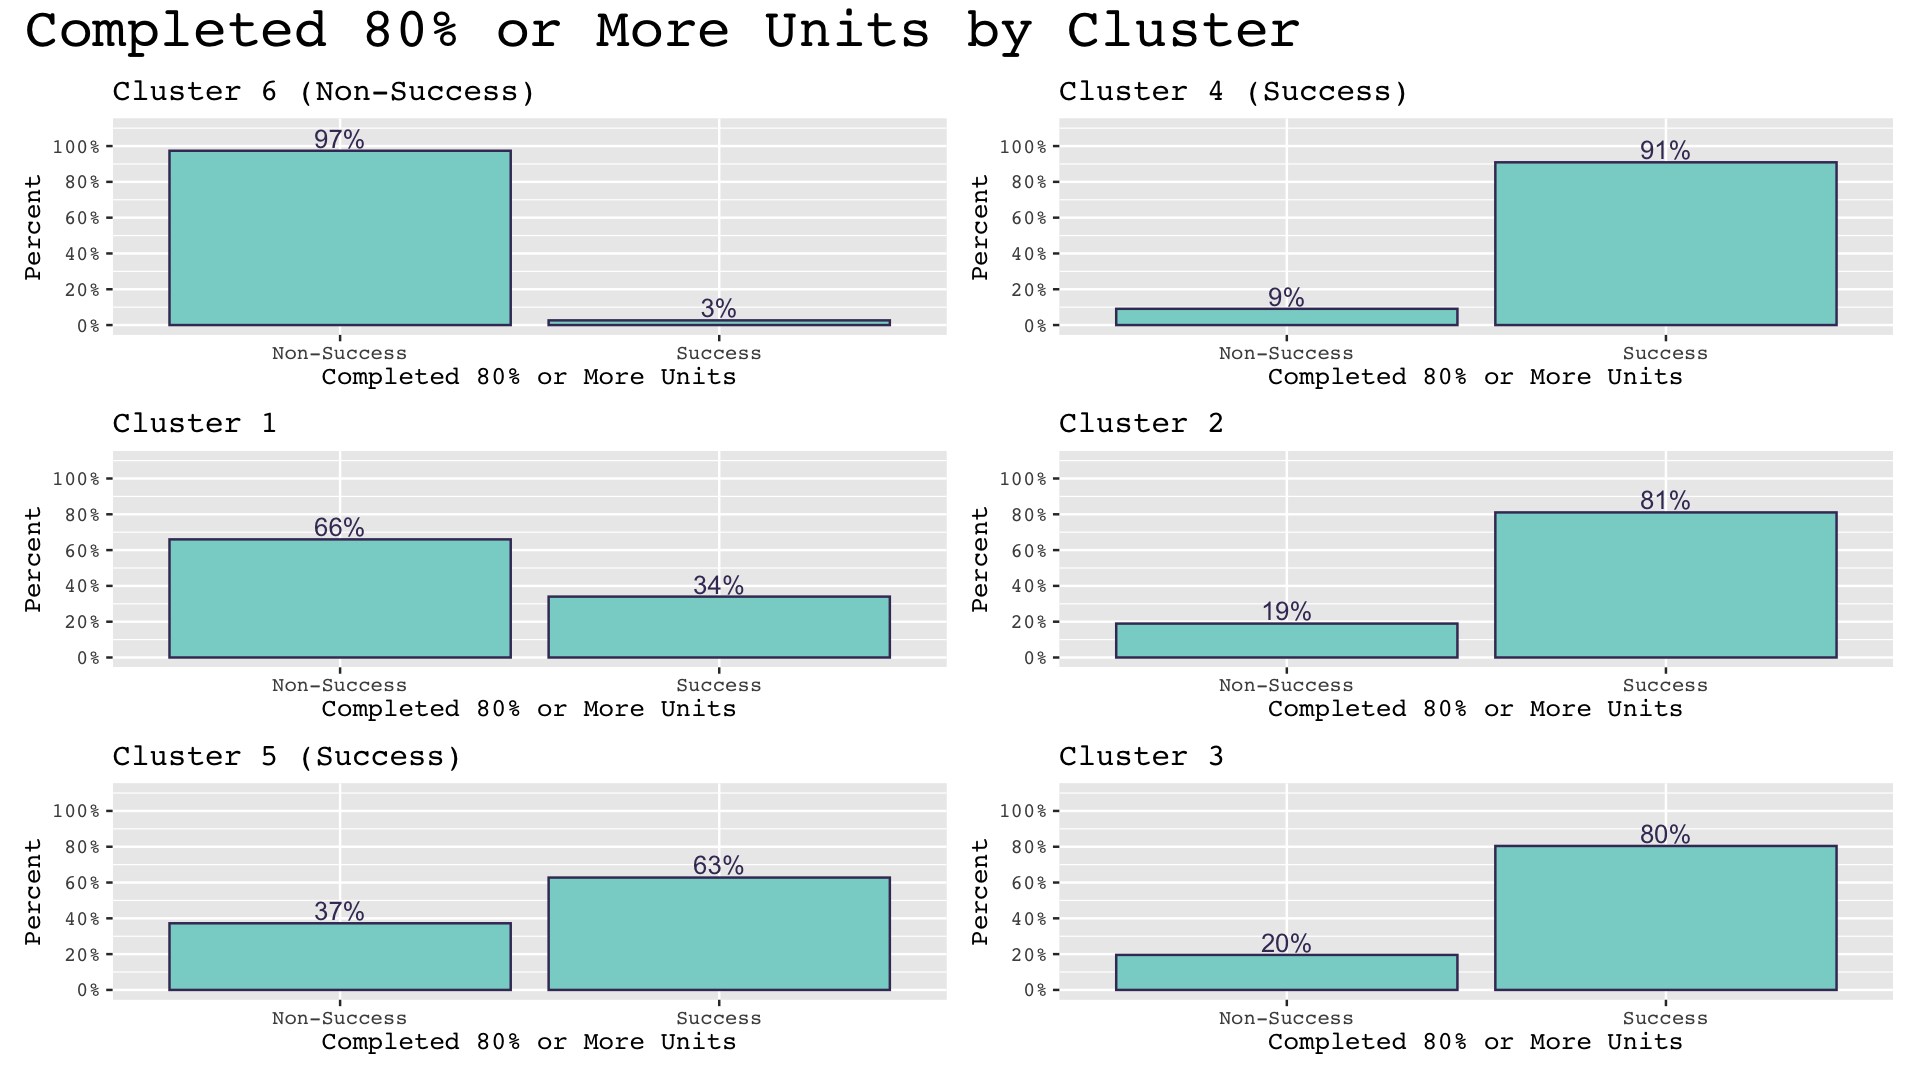 Completed 80% or More Units by Cluster
Cluster 6 (Non-Success)
97%
3%
100%
80%
60%
40%
20%
0%
Percent
Non-Success Success
Completed 80% or More Units
Cluster 4 (Success)
91%
9%
100%
80%
60%
40%
20%
0%
Percent
Non-Success Success
Completed 80% or More Units
Cluster 1
66%
34%
100%
80%
60%
40%
20%
0%
Percent
Non-Success Success
Completed 80% or More Units
Cluster 2
81%
19%
100%
80%
60%
40%
20%
0%
Percent
Non-Success Success
Completed 80% or More Units
Cluster 5 (Success)
63%
37%
100%
80%
60%
40%
20%
0%
Percent
Non-Success Success
Completed 80% or More Units
Cluster 3
80%
20%
100%
80%
60%
40%
20%
0%
Percent
Non-Success Success
Completed 80% or More Units